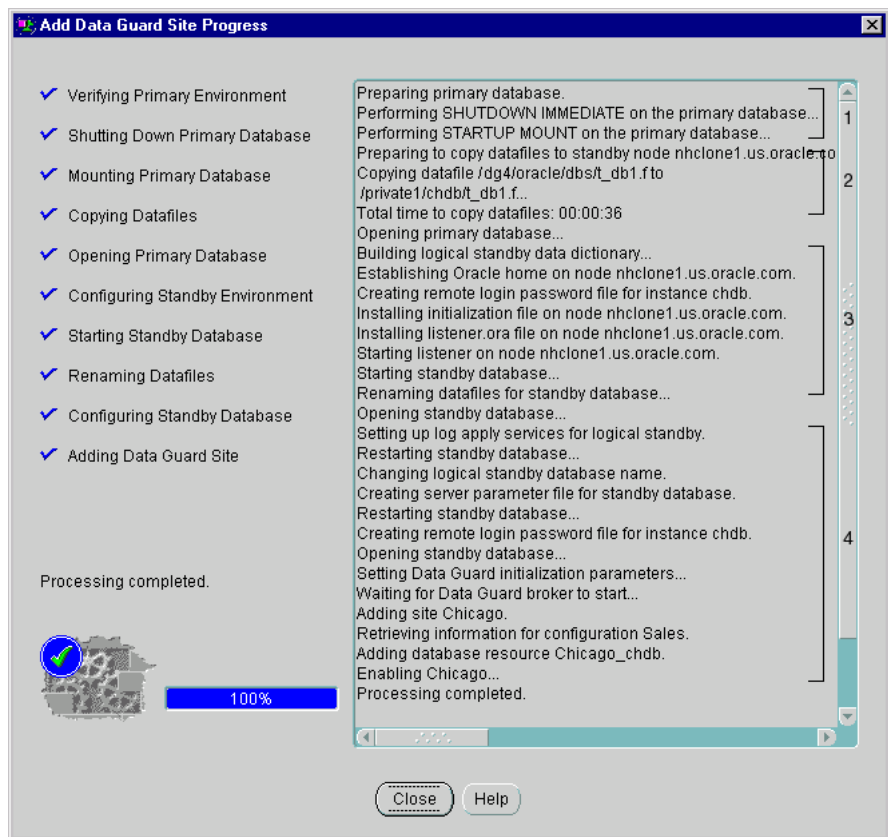 Add Data Guard Site Progress
Verifying Primary Environment
Shutting Down Primary Database
Mounting Primary Database
Copying Datafiles
Opening Primary Database
Configuring Standby Environment
Starting Standby Database
Renaming Datafiles
Configuring Standby Database
Adding Data Guard Site
Processing completed.
100%
Preparing primary database.
Performing SHUTDOWN IMMEDIATE on the primary database...
Performing STARTUP MOUNT on the primary database...
1
Preparing to copy datafiles to standby node nhclone1.us.oracle.co
Copying datafile /dg4/oracle/dbs/t_db1.f to
/private1/chdb/t_db1.f...
Total time to copy datafiles: 00:00:36
2
Opening primary database...
Building logical standby data dictionary...
Establishing Oracle home on node nhclone1.us.oracle.com.
Creating remote login password file for instance chdb.
Installing initialization file on node nhclone1.us.oracle.com.
Installing listener.ora file on node nhclone1.us.oracle.com.
Starting listener on node nhclone1.us.oracle.com.
Starting standby database...
Renaming datafiles for standby database...
3
Opening standby database...
Setting up log apply services for logical standby.
Restarting standby database...
Changing logical standby database name.
Creating server parameter file for standby database.
Restarting standby database...
Creating remote login password file for instance chdb.
Opening standby database...
Setting Data Guard initialization parameters...
Waiting for Data Guard broker to start...
Adding site Chicago.
Retrieving information for configuration Sales.
Adding database resource Chicago_chdb.
Enabling Chicago...
4
Processing completed.
Close
Help